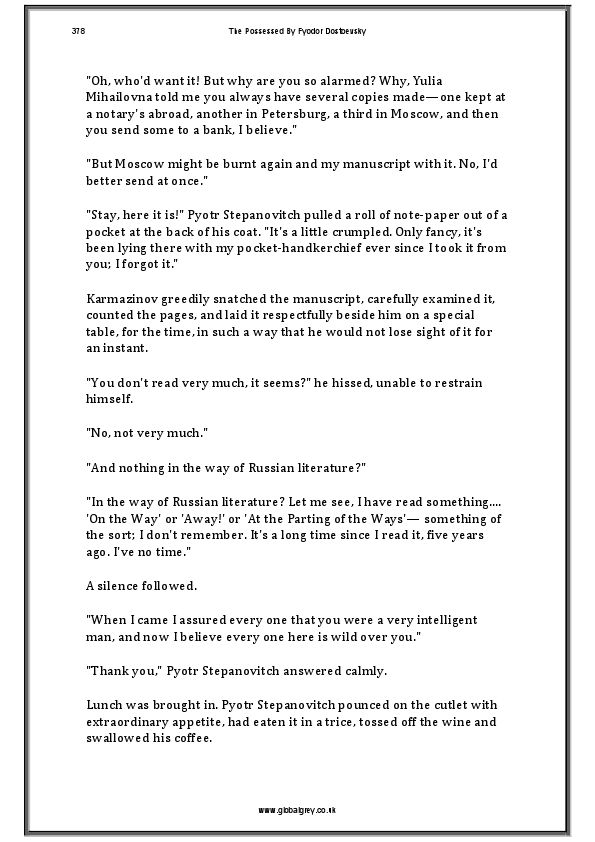 378 The Possessed By Fyodor Dostoevsky
"Oh, who'd want it! But why are you so alarmed? Why, Yulia
Mihailovna told me you always have several copies made—one kept at
a notary's abroad, another in Petersburg, a third in Moscow, and then
you send some to a bank, I believe."
"But Moscow might be burnt again and my manuscript with it. No, I'd
better send at once."
"Stay, here it is!" Pyotr Stepanovitch pulled a roll of note-paper out of a
pocket at the back of his coat. "It's a little crumpled. Only fancy, it's
been lying there with my pocket-handkerchief ever since I took it from
you; I forgot it."
Karmazinov greedily snatched the manuscript, carefully examined it,
counted the pages, and laid it respectfully beside him on a special
table, for the time, in such a way that he would not lose sight of it for
an instant.
"You don't read very much, it seems?" he hissed, unable to restrain
himself.
"No, not very much."
"And nothing in the way of Russian literature?"
"In the way of Russian literature? Let me see, I have read something....
'On the Way' or 'Away!' or 'At the Parting of the Ways'— something of
the sort; I don't remember. It's a long time since I read it, five years
ago. I've no time."
A silence followed.
"When I came I assured every one that you were a very intelligent
man, and now I believe every one here is wild over you."
"Thank you," Pyotr Stepanovitch answered calmly.
Lunch was brought in. Pyotr Stepanovitch pounced on the cutlet with
extraordinary appetite, had eaten it in a trice, tossed off the wine and
swallowed his coffee.
www.globalgrey.co.uk